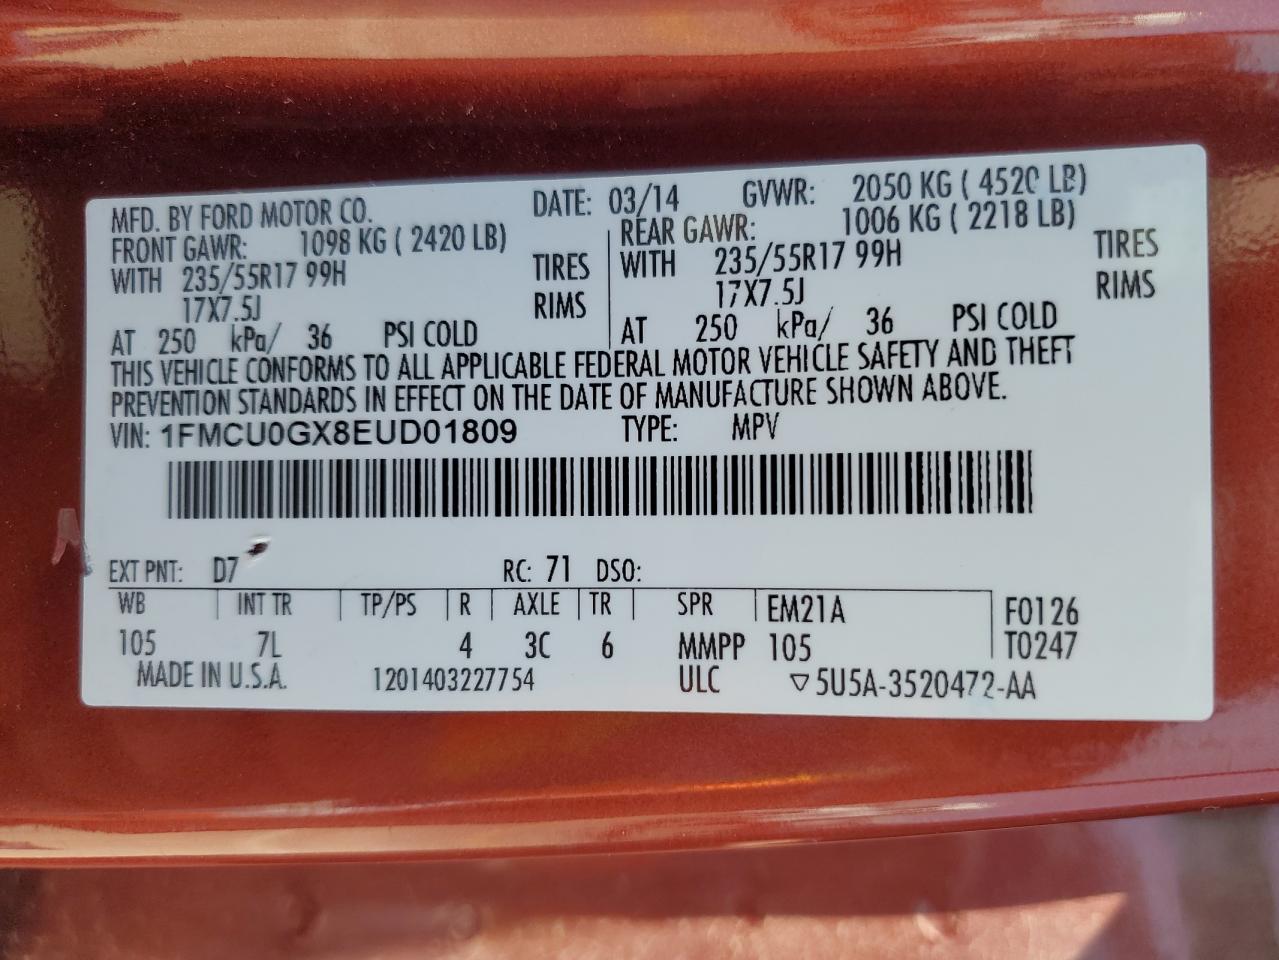 MFD. BY FORD MOTOR CO. DATE: 03/14 GVWR: 2050 KG ( 4520 LB)
FRONT GAWR: 1098 KG ( 2420 LB) REAR GAWR: 1006 KG ( 2218 LB)
WITH 235/55R17 99H TIRES WITH 235/55R17 99H TIRES
17X7.5J RIMS 17X7.5J RIMS
AT 250 kPa/ 36 PSI COLD AT 250 kPa/ 36 PSI COLD
THIS VEHICLE CONFORMS TO ALL APPLICABLE FEDERAL MOTOR VEHICLE SAFETY AND THEFT
PREVENTION STANDARDS IN EFFECT ON THE DATE OF MANUFACTURE SHOWN ABOVE.
VIN: 1FMCU0GX8EUD01809 TYPE: MPV
EXT PNT: D7 RC: 71 DSO:
WB INT TR TP/PS R AXLE TR SPR EM21A F0126
105 7L 4 3C 6 MMPP 105 T0247
MADE IN U.S.A. 1201403227754 ULC ▽5U5A-3520472-AA